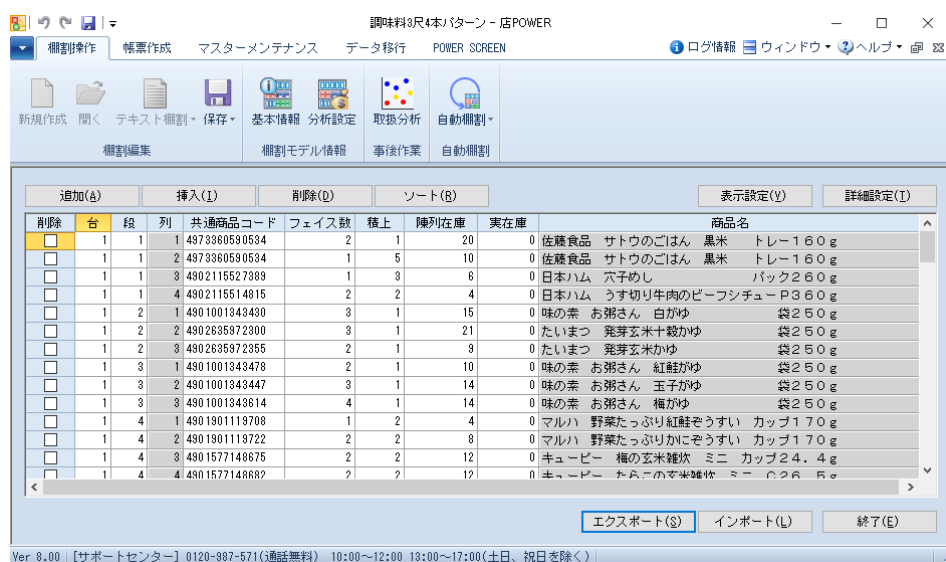 調味料3尺4本パターン - 店POWER
棚割操作 帳票作成 マスターメンテナンス データ移行 POWER SCREEN ログ情報 ウィンドウ ヘルプ
新規作成 開く テキスト棚割 保存 基本情報 分析設定 取扱分析 自動棚割
棚割編集 棚割モデル情報 事後作業 自動棚割
追加(A) 挿入(I) 削除(D) ソート(R) 表示設定(Y) 詳細設定(T)
削除 台 段 列 共通商品コード フェイス数 積上 陳列在庫 実在庫 商品名
1 1 1 4973360590534 2 1 20 0 佐藤食品 サトウのごはん 黒米 トレー160g
1 1 2 4973360590534 1 5 10 0 佐藤食品 サトウのごはん 黒米 トレー160g
1 1 3 4902115527389 1 3 6 0 日本ハム 穴子めし パック260g
1 1 4 4902115514815 2 2 4 0 日本ハム うす切り牛肉のビーフシチューP360g
1 2 1 4901001343430 3 1 15 0 味の素 お粥さん 白がゆ 袋250g
1 2 2 4902635972300 3 1 21 0 たいまつ 発芽玄米十穀かゆ 袋250g
1 2 3 4902635972355 2 1 9 0 たいまつ 発芽玄米かゆ 袋250g
1 3 1 4901001343478 2 1 10 0 味の素 お粥さん 紅鮭がゆ 袋250g
1 3 2 4901001343447 3 1 14 0 味の素 お粥さん 玉子がゆ 袋250g
1 3 3 4901001343614 4 1 14 0 味の素 お粥さん 梅がゆ 袋250g
1 4 1 4901901119708 1 2 4 0 マルハ 野菜たっぷり紅鮭ぞうすい カップ170g
1 4 2 4901901119722 2 2 8 0 マルハ 野菜たっぷりかにぞうすい カップ170g
1 4 3 4901577148675 2 2 12 0 キューピー 梅の玄米雑炊 ミニ カップ24.4g
1 4 4 4901577148682 2 2 12 0 キューピー たらこの玄米雑炊 ミニ C26.5g
エクスポート(S) インポート(L) 終了(E)
Ver 8.00 [サポートセンター] 0120-987-571(通話無料) 10:00～12:00 13:00～17:00(土日、祝日を除く)